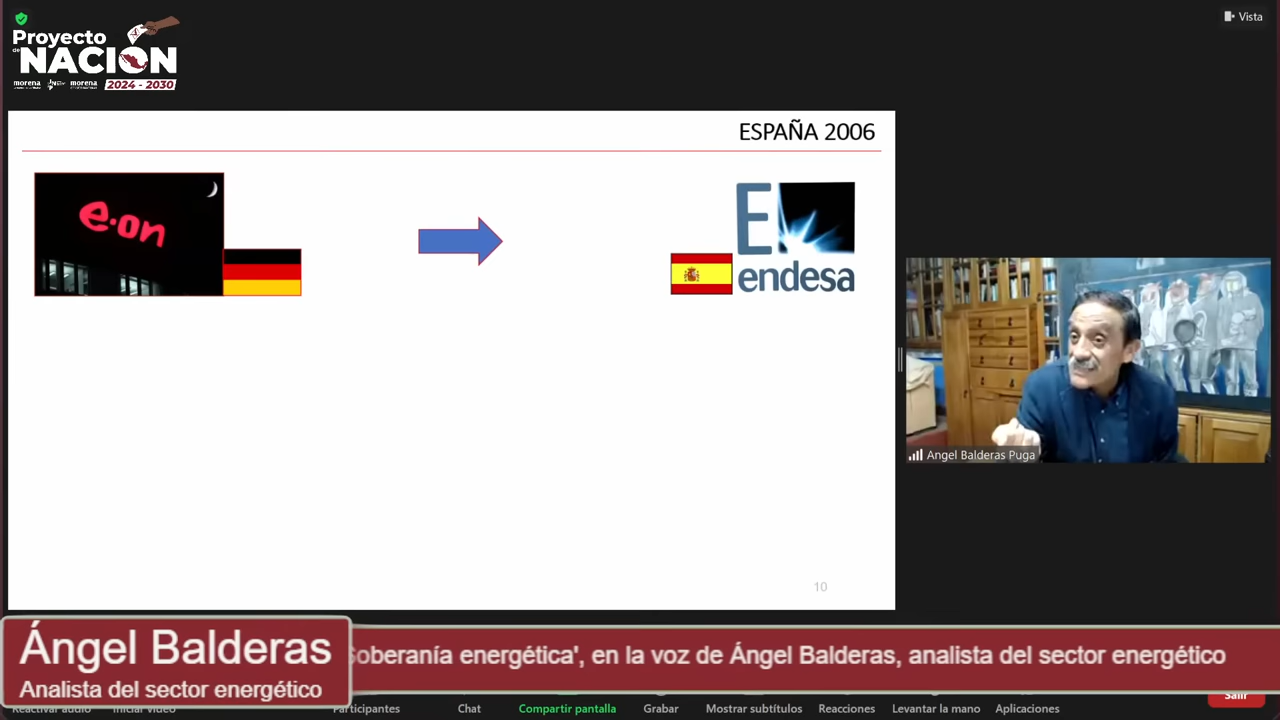 Proyecto
de NACIÓN
morena morena 2024 - 2030
Vista
ESPAÑA 2006
e·on
E
endesa
Angel Balderas Puga
10
Ángel Balderas
Analista del sector energético
Soberanía energética', en la voz de Ángel Balderas, analista del sector energético
Reactivar audio Iniciar video Participantes Chat Compartir pantalla Grabar Mostrar subtítulos Reacciones Levantar la mano Aplicaciones Salir